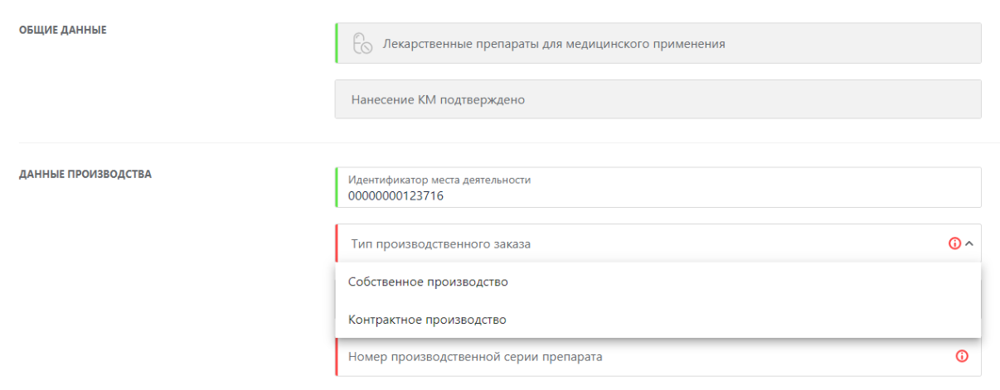 ОБЩИЕ ДАННЫЕ
Лекарственные препараты для медицинского применения
Нанесение КМ подтверждено
ДАННЫЕ ПРОИЗВОДСТВА
Идентификатор места деятельности
00000000123716
Тип производственного заказа
Собственное производство
Контрактное производство
Номер производственной серии препарата